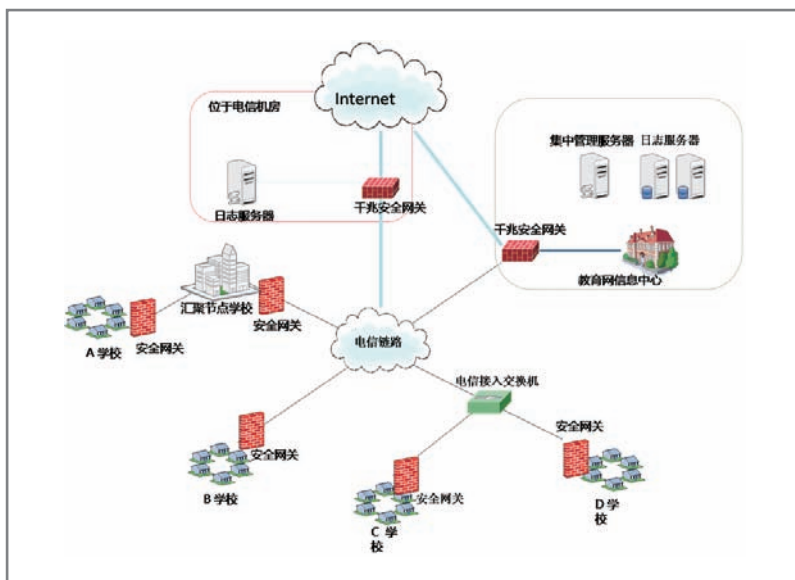 Internet
位于电信机房
日志服务器
千兆安全网关
集中管理服务器 日志服务器
千兆安全网关
教育网信息中心
汇聚节点学校
安全网关
安全网关
A 学校
电信链路
电信接入交换机
安全网关
B 学校
安全网关
C 学
校
安全网关
D 学
校